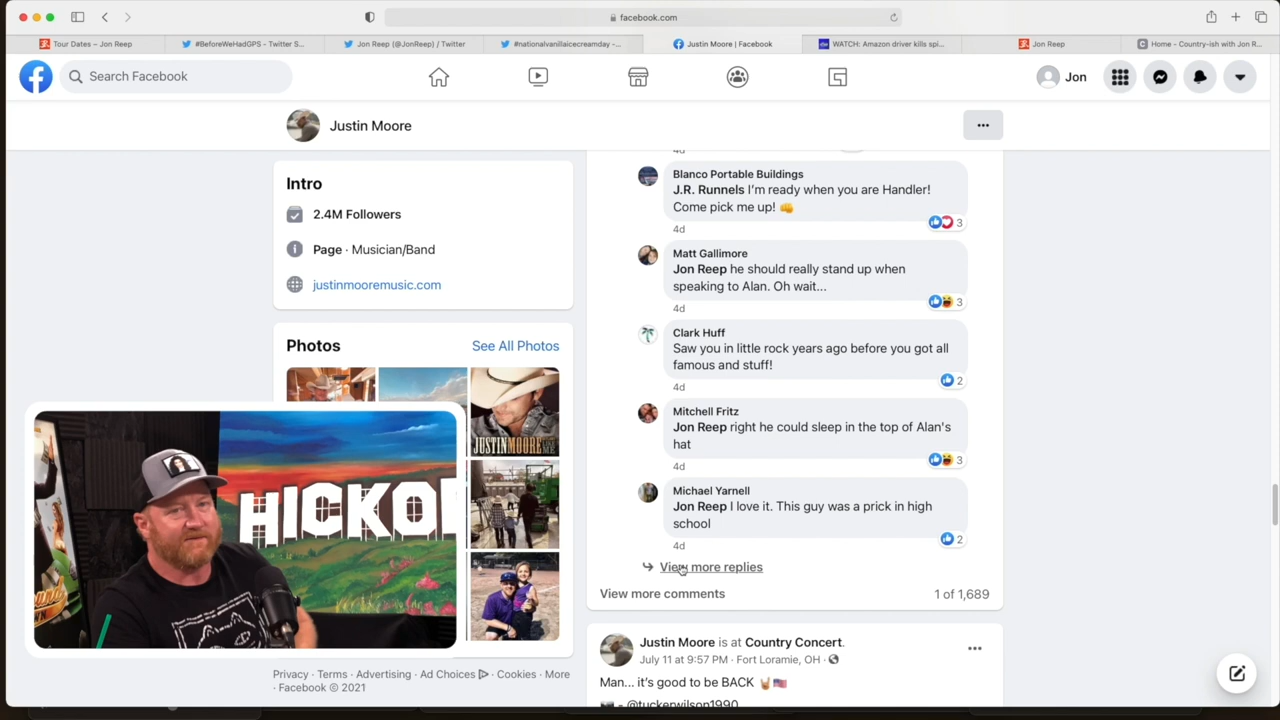 facebook.com
Tour Dates – Jon Reep
#BeforeWeHadGPS - Twitter S...
Jon Reep (@JonReep) / Twitter
#nationalvanillaicecreamday -...
Justin Moore | Facebook
WATCH: Amazon driver kills spi...
Jon Reep
Home - Country-ish with Jon R...
Search Facebook
Jon
Justin Moore
Intro
2.4M Followers
Page · Musician/Band
justinmooremusic.com
Photos
See All Photos
JUSTINMOORE
HICKO
Privacy · Terms · Advertising · Ad Choices · Cookies · More
· Facebook © 2021
4d
Blanco Portable Buildings
J.R. Runnels I'm ready when you are Handler!
Come pick me up! 👊
3
4d
Matt Gallimore
Jon Reep he should really stand up when
speaking to Alan. Oh wait...
3
4d
Clark Huff
Saw you in little rock years ago before you got all
famous and stuff!
2
4d
Mitchell Fritz
Jon Reep right he could sleep in the top of Alan's
hat
3
4d
Michael Yarnell
Jon Reep I love it. This guy was a prick in high
school
2
4d
View more replies
View more comments
1 of 1,689
Justin Moore is at Country Concert.
July 11 at 9:57 PM · Fort Loramie, OH ·
Man... it's good to be BACK 🤘🇺🇸
📷 - @tuckerwilson1990